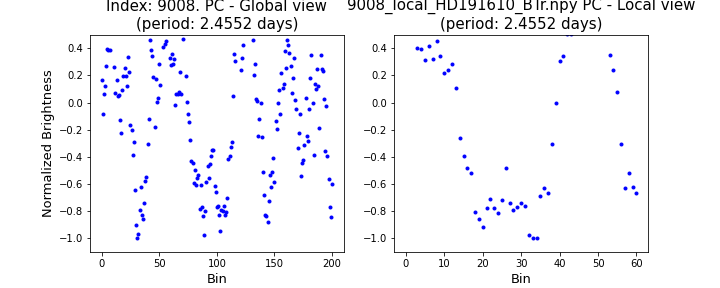 Index: 9008. PC - Global view
(period: 2.4552 days)
9008_local_HD191610_BTr.npy PC - Local view
(period: 2.4552 days)
Normalized Brightness
0.4
0.2
0.0
−0.2
−0.4
−0.6
−0.8
−1.0
0 50 100 150 200
Bin
0.4
0.2
0.0
−0.2
−0.4
−0.6
−0.8
−1.0
0 10 20 30 40 50 60
Bin